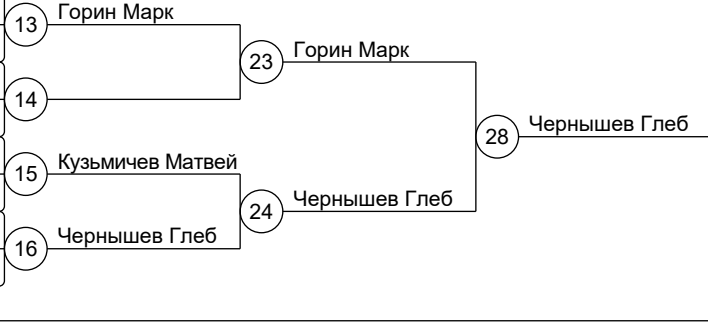 13 Горин Марк
23 Горин Марк
14
28 Чернышев Глеб
15 Кузьмичев Матвей
24 Чернышев Глеб
16 Чернышев Глеб